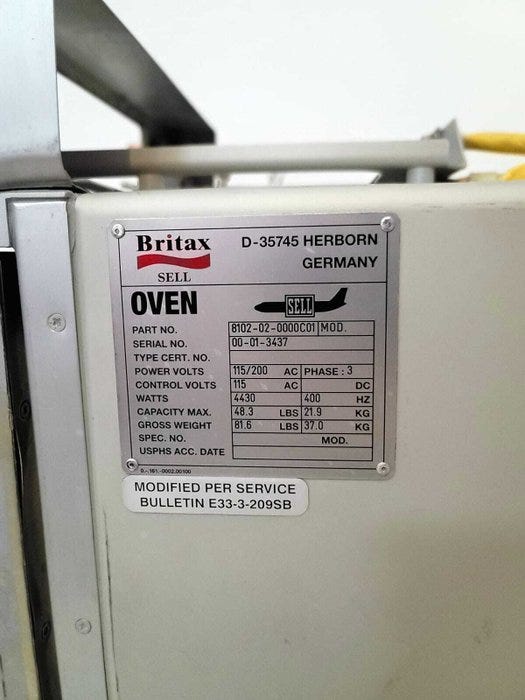 Britax
SELL
D-35745 HERBORN
GERMANY
OVEN
SELL
PART NO. 8102-02-0000C01 MOD.
SERIAL NO. 00-01-3437
TYPE CERT. NO.
POWER VOLTS 115/200 AC PHASE: 3
CONTROL VOLTS 115 AC DC
WATTS 4430 400 HZ
CAPACITY MAX. 48.3 LBS 21.9 KG
GROSS WEIGHT 81.6 LBS 37.0 KG
SPEC. NO. MOD.
USPHS ACC. DATE
MODIFIED PER SERVICE
BULLETIN E33-3-209SB